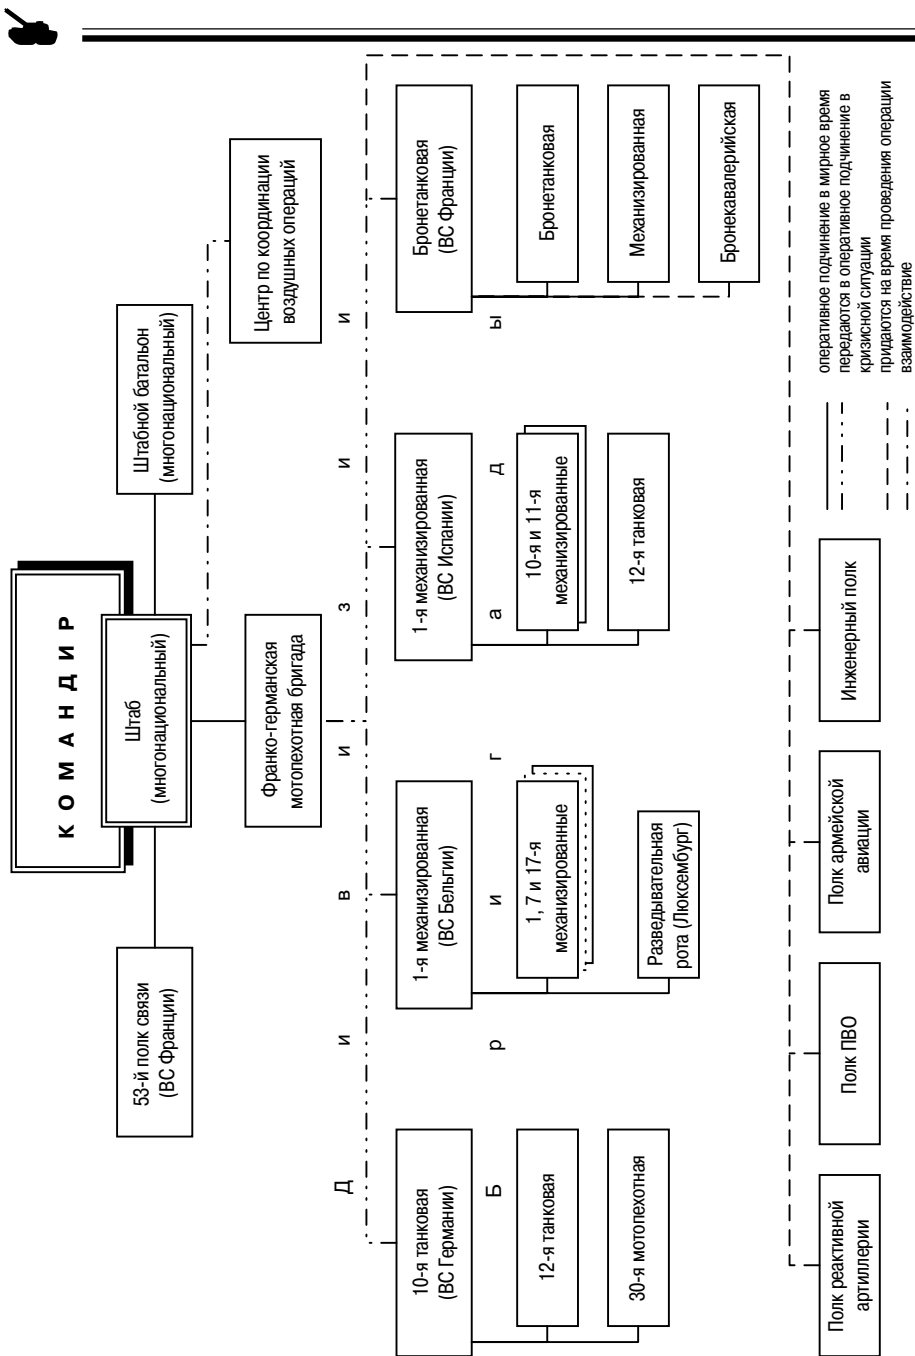 К О М А Н Д И Р
Штаб
(многонациональный)
53-й полк связи
(ВС Франции)
Штабной батальон
(многонациональный)
Франко-германская
мотопехотная бригада
Центр по координации
воздушных операций
Д и в и з и и
10-я танковая
(ВС Германии)
1-я механизированная
(ВС Бельгии)
1-я механизированная
(ВС Испании)
Бронетанковая
(ВС Франции)
Б р и г а д ы
12-я танковая
30-я мотопехотная
1, 7 и 17-я
механизированные
Разведывательная
рота (Люксембург)
10-я и 11-я
механизированные
12-я танковая
Бронетанковая
Механизированная
Бронекавалерийская
Полк реактивной
артиллерии
Полк ПВО
Полк армейской
авиации
Инженерный полк
оперативное подчинение в мирное время
передаются в оперативное подчинение в
кризисной ситуации
придаются на время проведения операции
взаимодействие